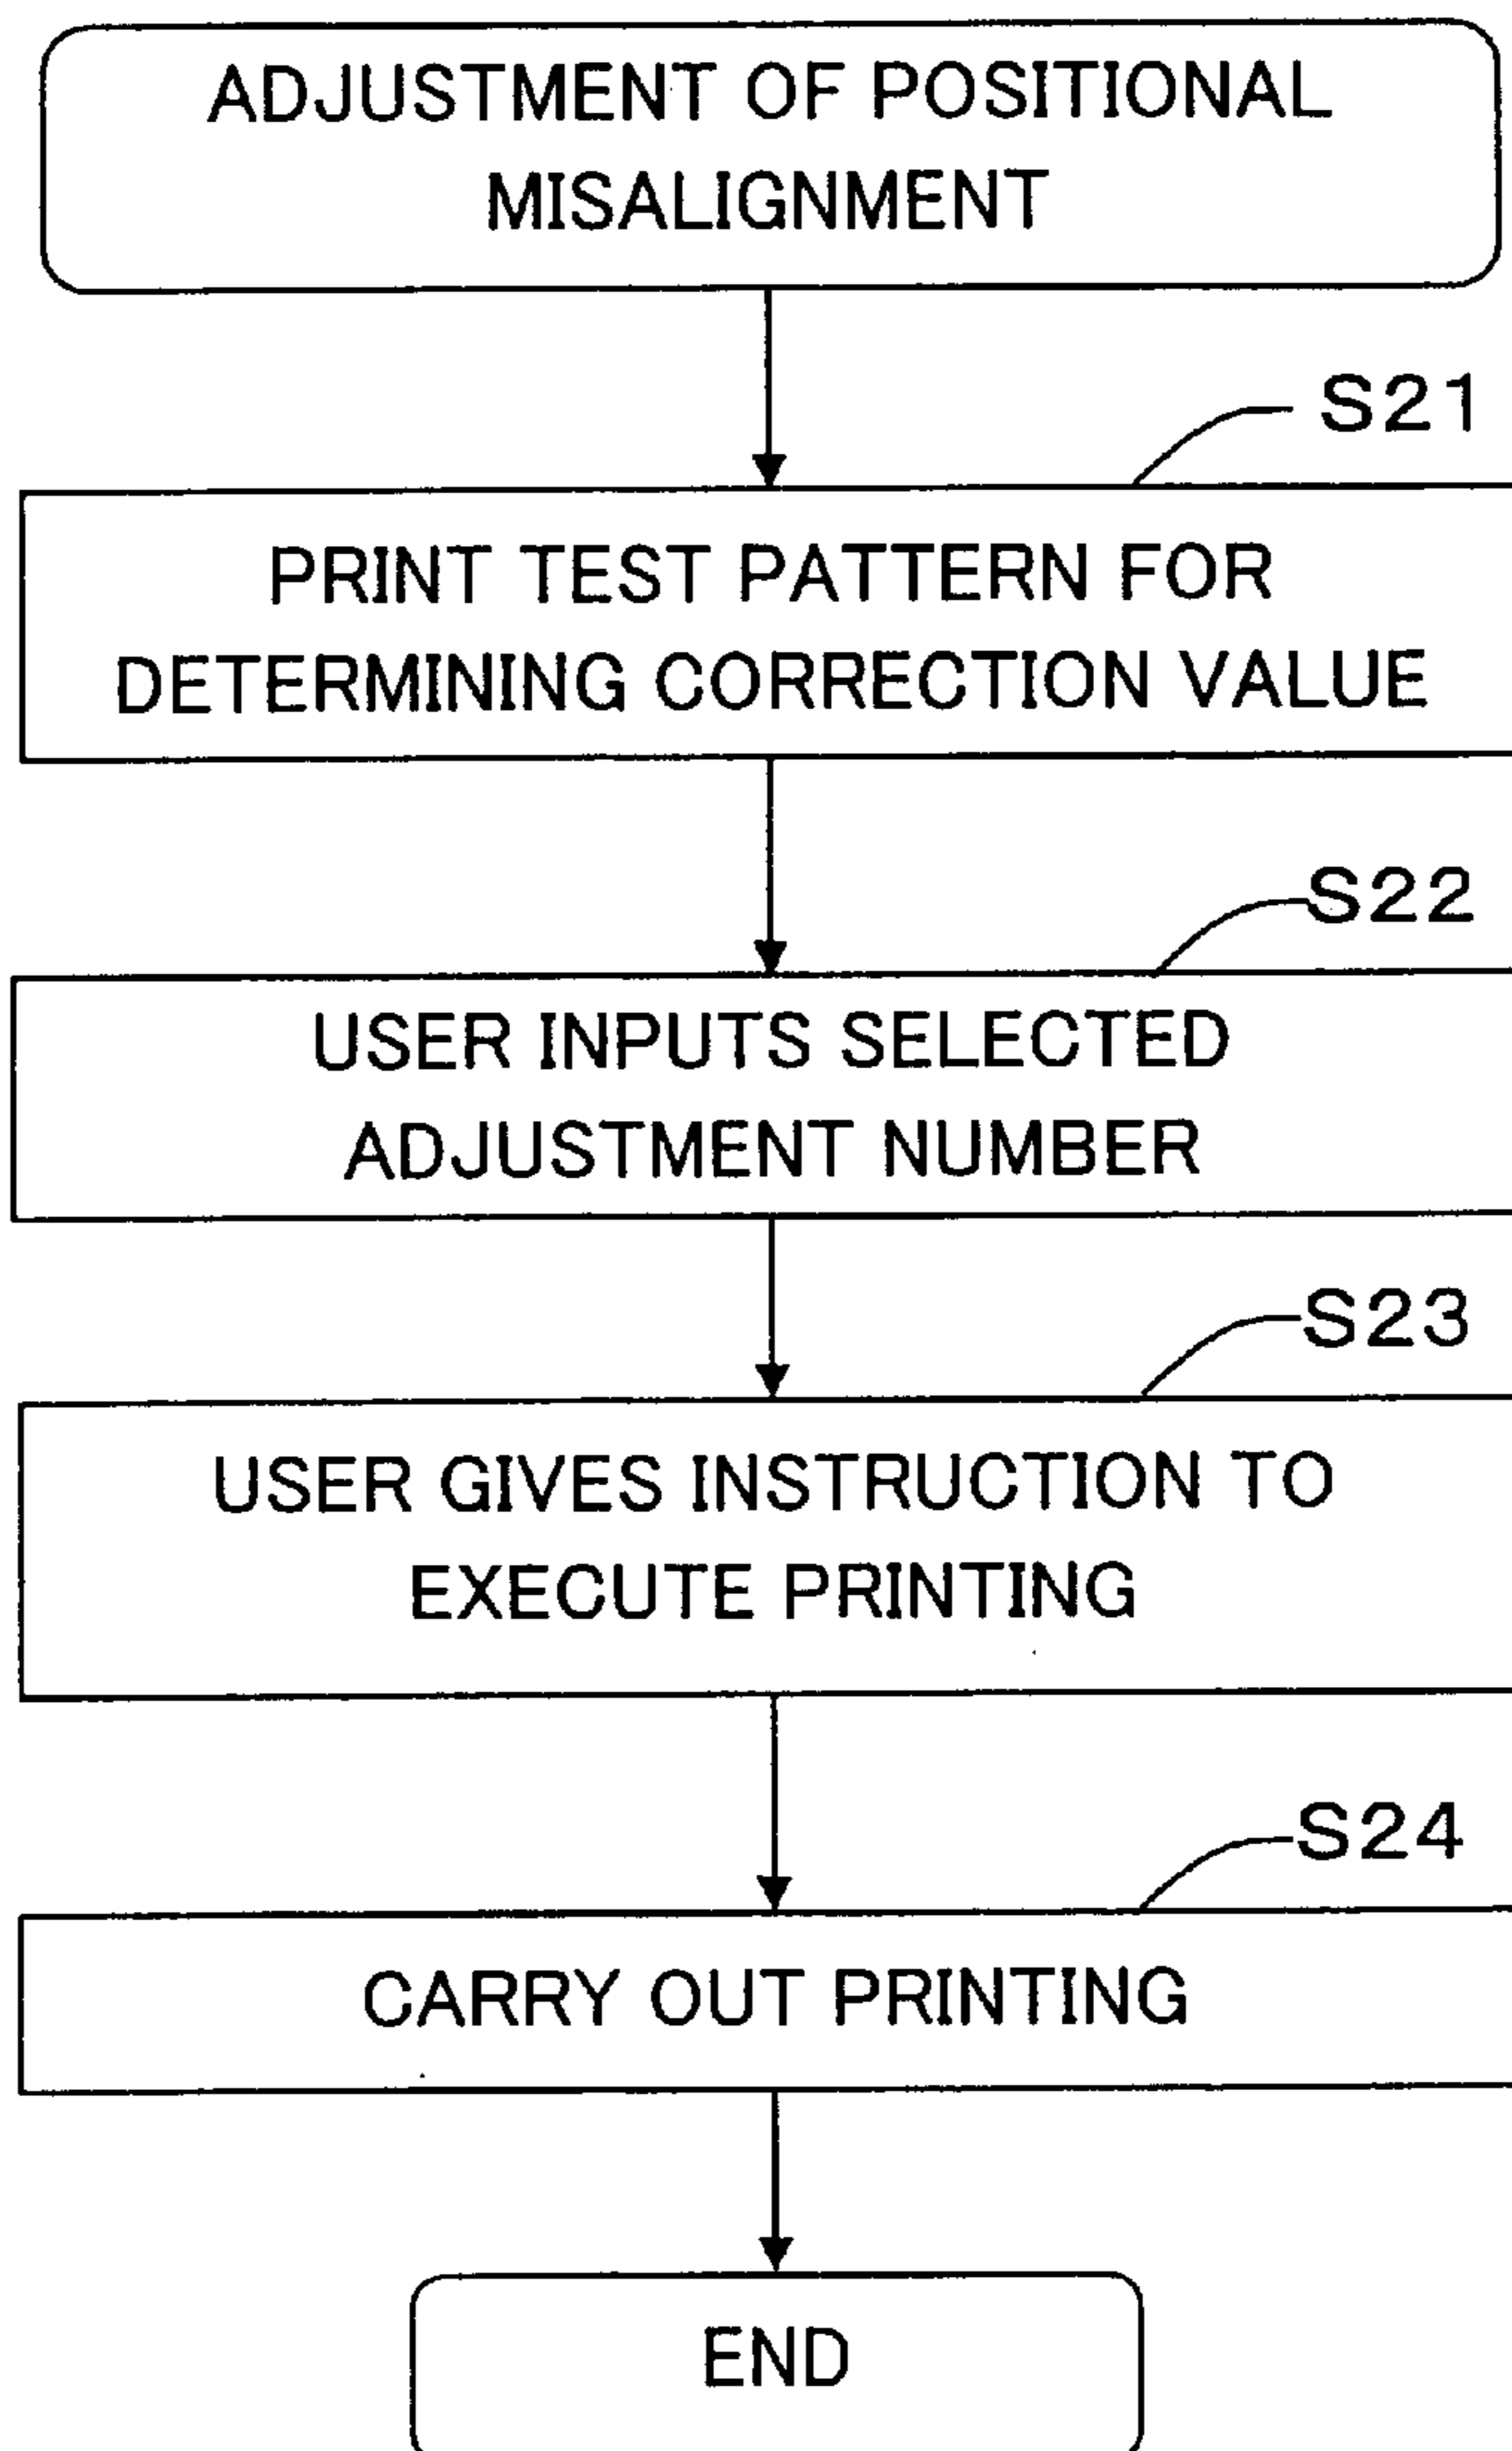 ADJUSTMENT OF POSITIONAL
MISALIGNMENT
S21
PRINT TEST PATTERN FOR
DETERMINING CORRECTION VALUE
S22
USER INPUTS SELECTED
ADJUSTMENT NUMBER
S23
USER GIVES INSTRUCTION TO
EXECUTE PRINTING
S24
CARRY OUT PRINTING
END